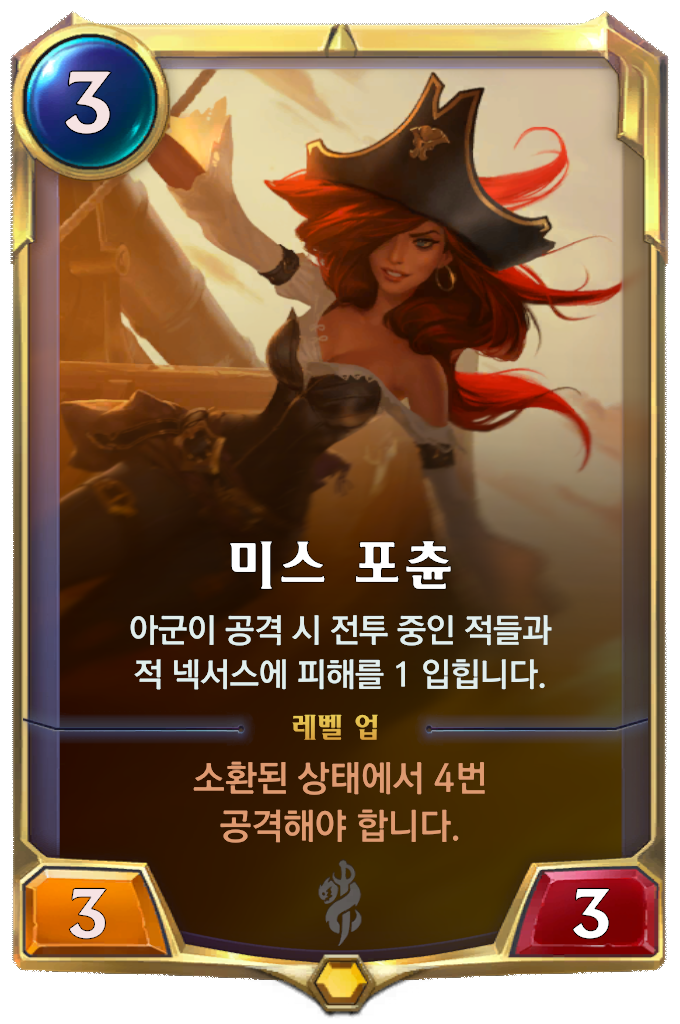 3
미스 포츈
아군이 공격 시 전투 중인 적들과
적 넥서스에 피해를 1 입힙니다.
레벨 업
소환된 상태에서 4번
공격해야 합니다.
3
3